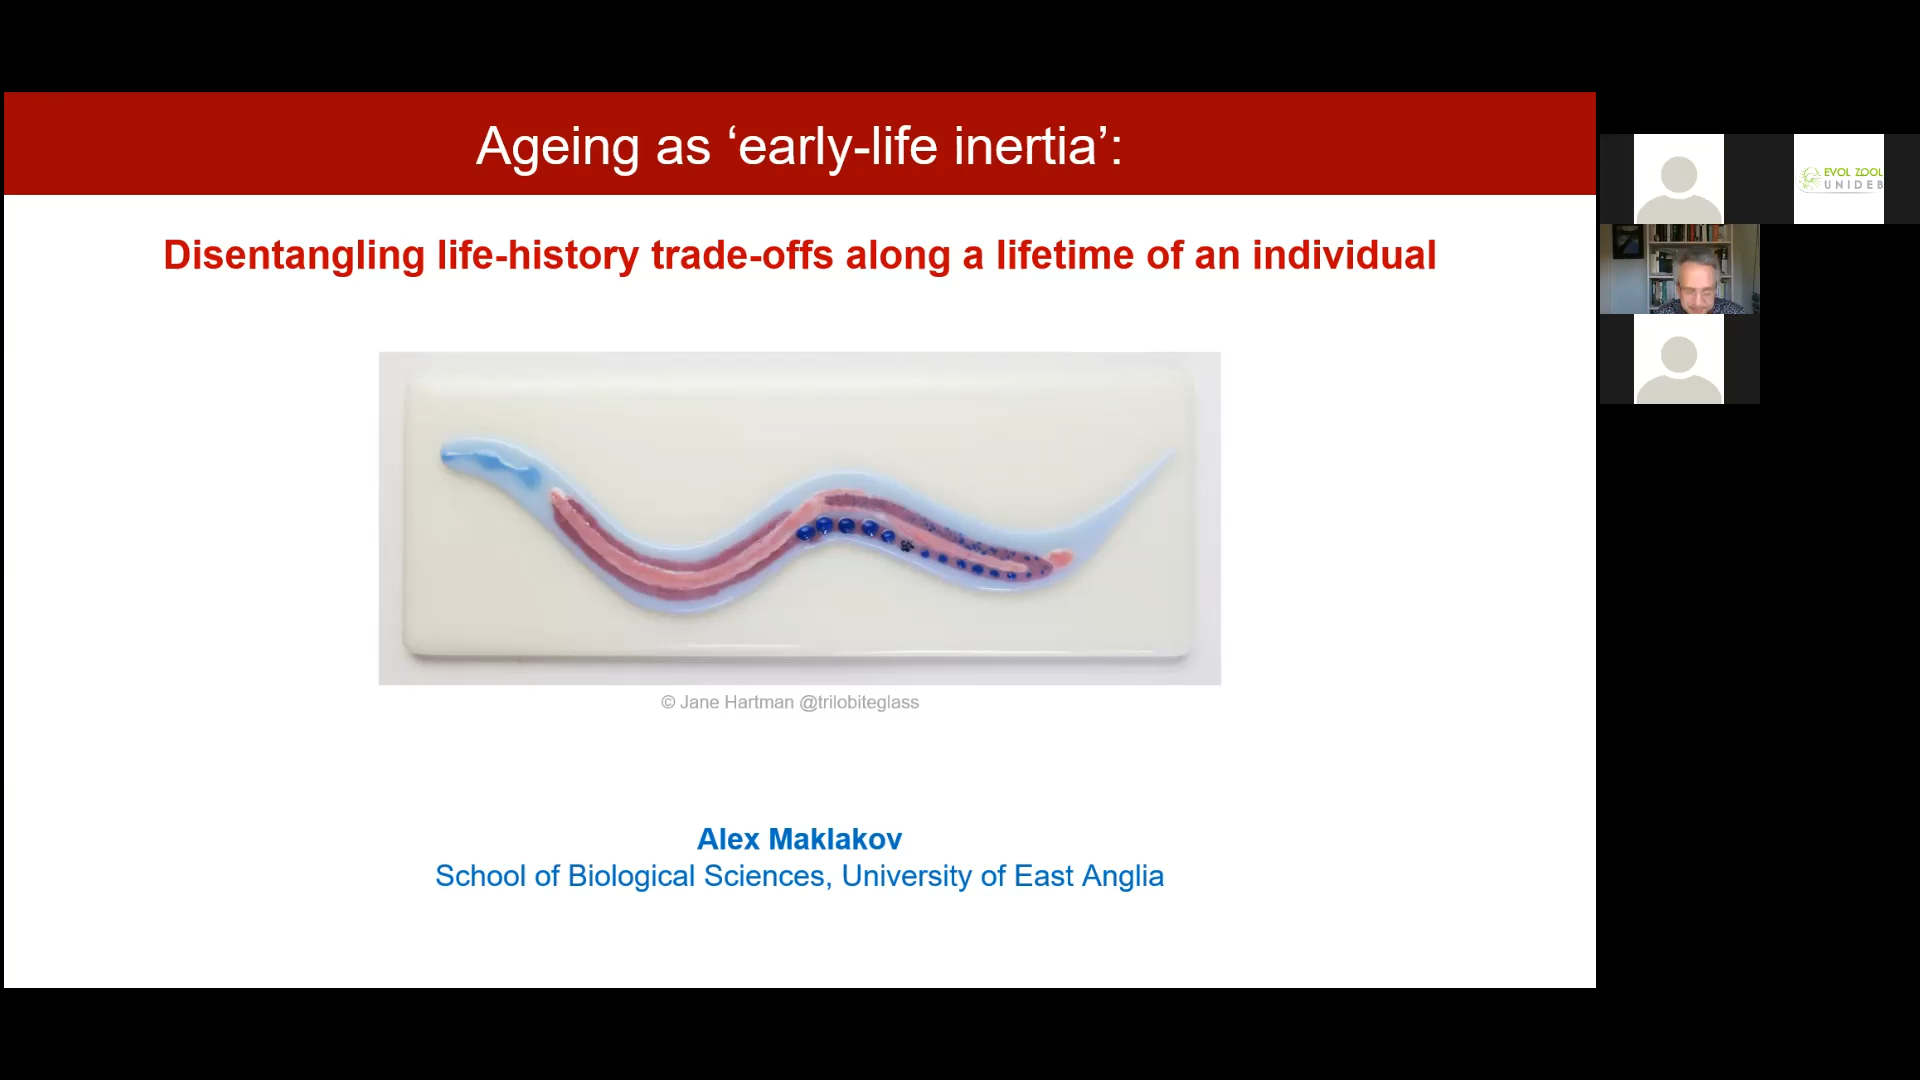 Ageing as ‘early-life inertia’:
Disentangling life-history trade-offs along a lifetime of an individual
© Jane Hartman @trilobiteglass
Alex Maklakov
School of Biological Sciences, University of East Anglia
EVOL ZOOL
UNIDEB